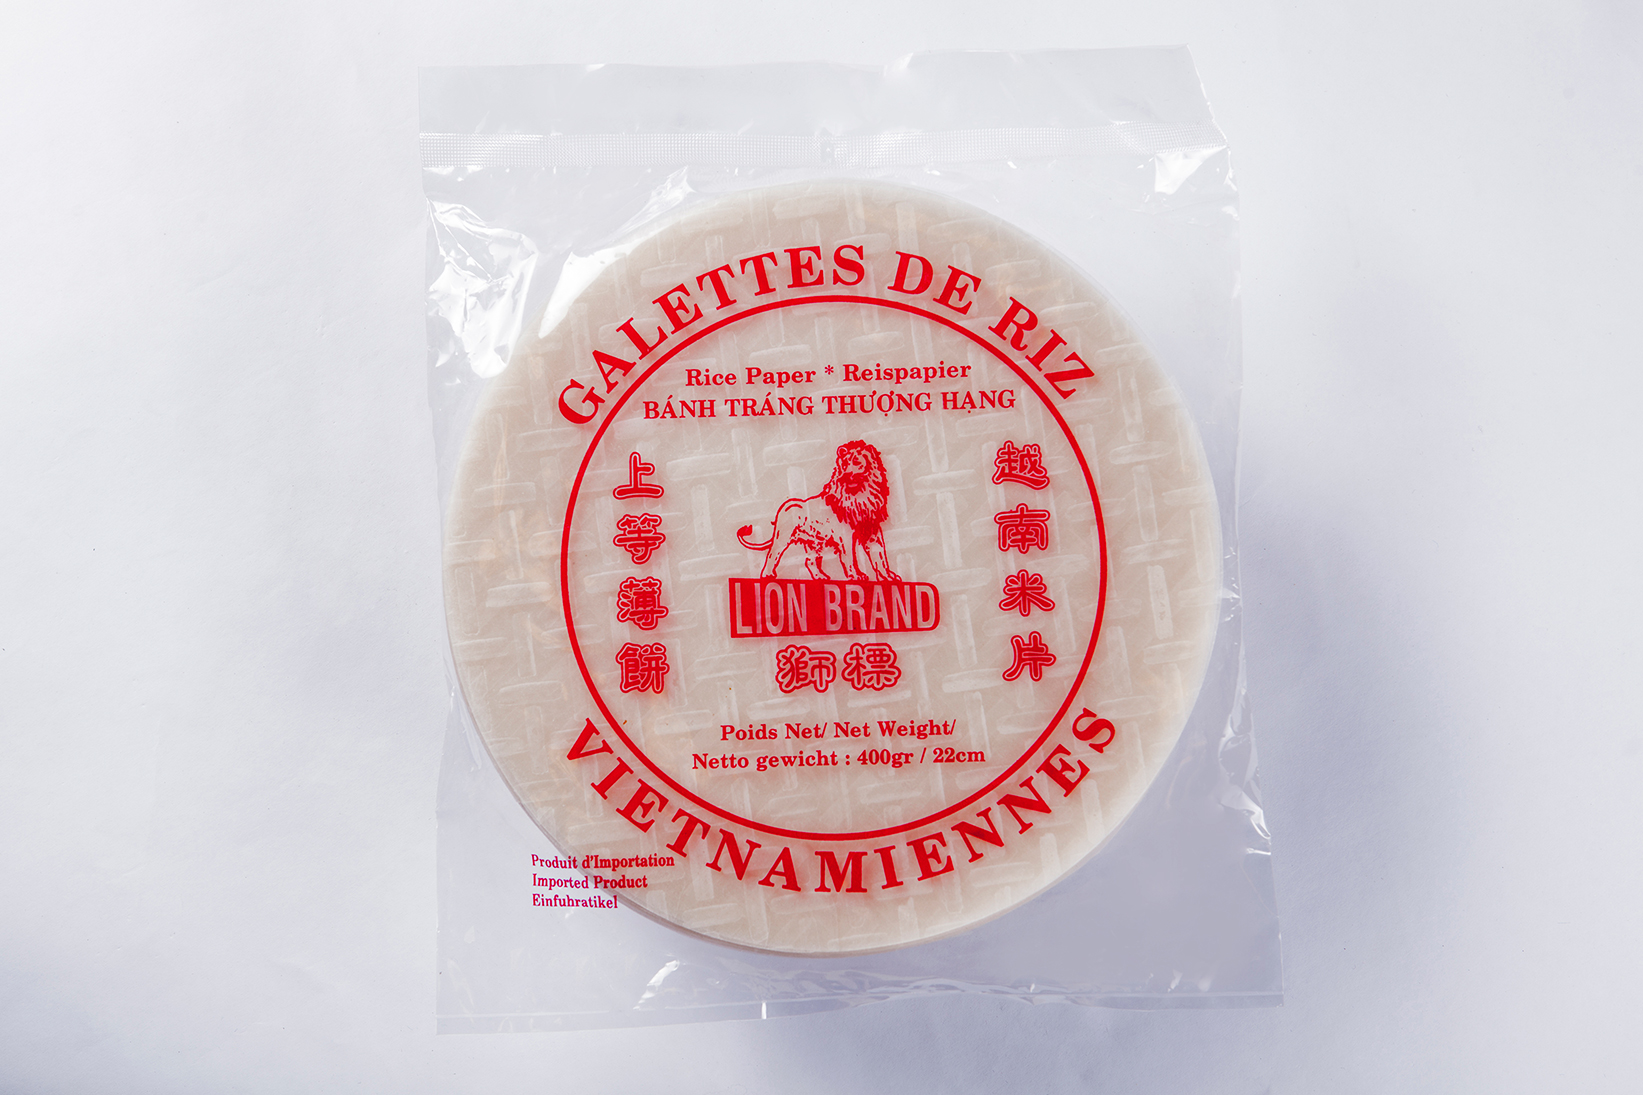 GALETTES DE RIZ
Rice Paper * Reispapier
BÁNH TRÁNG THƯỢNG HẠNG
越南米片
上等薄餅
LION BRAND
獅標
Poids Net/ Net Weight/
Netto gewicht : 400gr / 22cm
VIETNAMIENNES
Produit d'Importation
Imported Product
Einfuhratikel